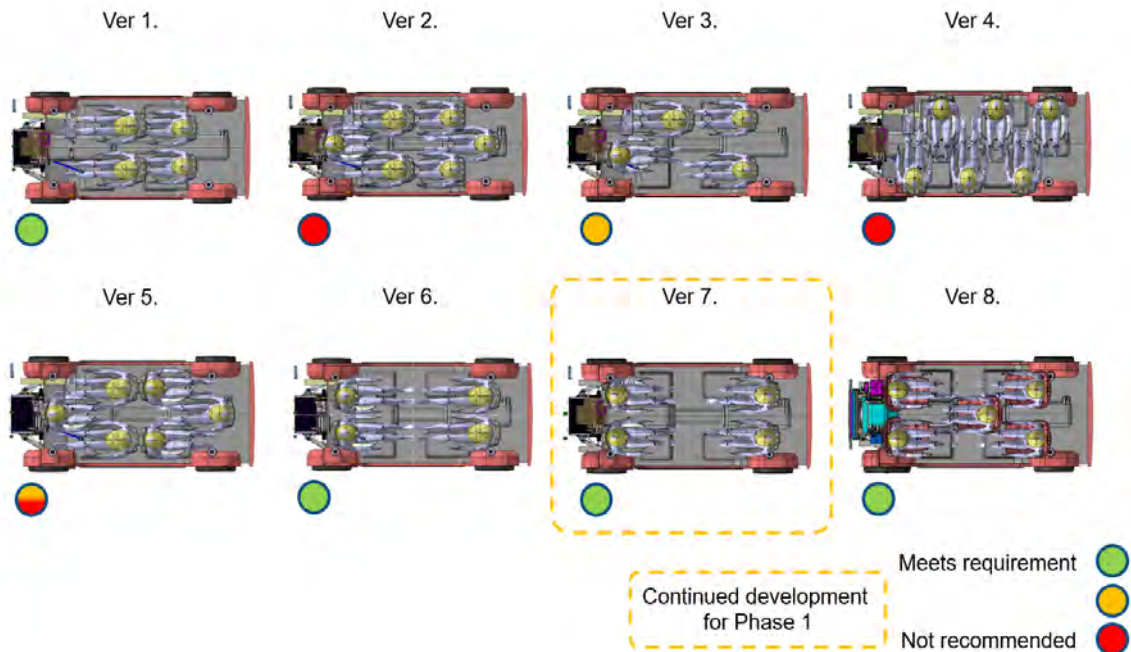 Ver 1.
Ver 2.
Ver 3.
Ver 4.
Ver 5.
Ver 6.
Ver 7.
Ver 8.
Continued development
for Phase 1
Meets requirement
Not recommended